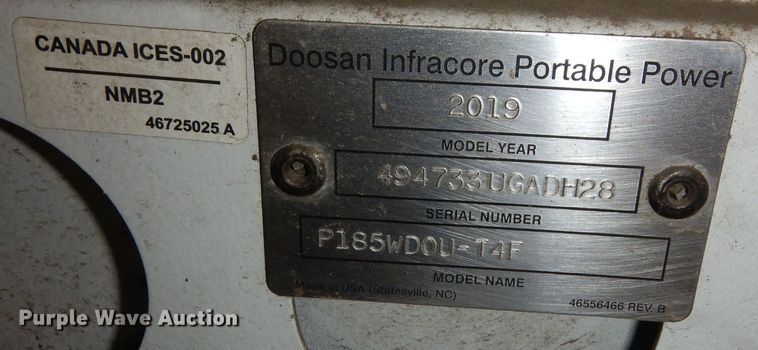 CANADA ICES-002
NMB2
46725025 A
Doosan Infracore Portable Power
2019
MODEL YEAR
494733UGADH28
SERIAL NUMBER
P185WDOU-T4F
MODEL NAME
Made in USA (Statesville, NC)
46556466 REV. B
Purple Wave Auction